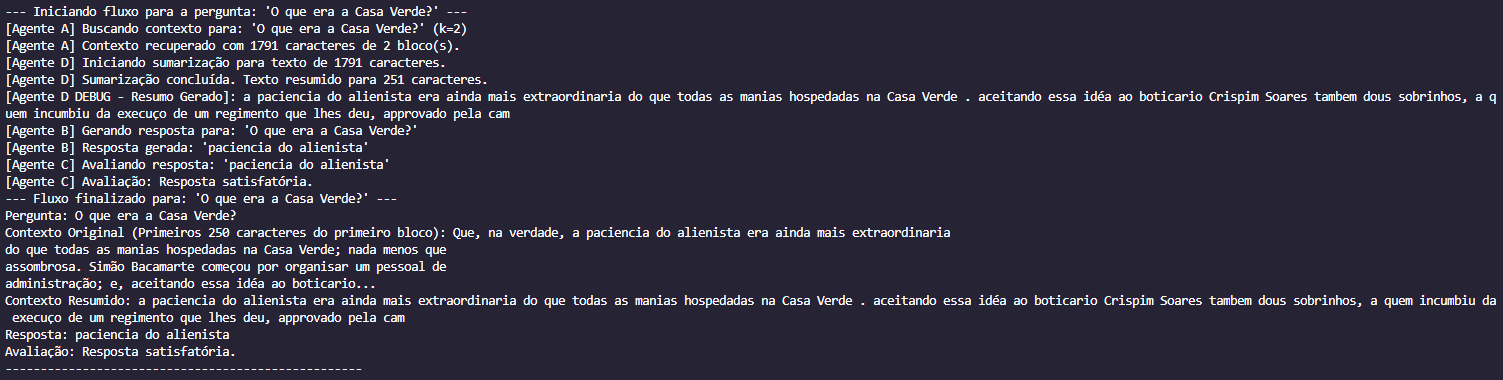 --- Iniciando fluxo para a pergunta: 'O que era a Casa Verde?' ---
[Agente A] Buscando contexto para: 'O que era a Casa Verde?' (k=2)
[Agente A] Contexto recuperado com 1791 caracteres de 2 bloco(s).
[Agente D] Iniciando sumarização para texto de 1791 caracteres.
[Agente D] Sumarização concluída. Texto resumido para 251 caracteres.
[Agente D DEBUG - Resumo Gerado]: a paciencia do alienista era ainda mais extraordinaria do que todas as manias hospedadas na Casa Verde . aceitando essa idéa ao boticario Crispim Soares tambem dous sobrinhos, a q
uem incumbiu da execuço de um regimento que lhes deu, approvado pela cam
[Agente B] Gerando resposta para: 'O que era a Casa Verde?'
[Agente B] Resposta gerada: 'paciencia do alienista'
[Agente C] Avaliando resposta: 'paciencia do alienista'
[Agente C] Avaliação: Resposta satisfatória.
--- Fluxo finalizado para: 'O que era a Casa Verde?' ---
Pergunta: O que era a Casa Verde?
Contexto Original (Primeiros 250 caracteres do primeiro bloco): Que, na verdade, a paciencia do alienista era ainda mais extraordinaria
do que todas as manias hospedadas na Casa Verde; nada menos que
assombrosa. Simão Bacamarte começou por organisar um pessoal de
administração; e, aceitando essa idéa ao boticario...
Contexto Resumido: a paciencia do alienista era ainda mais extraordinaria do que todas as manias hospedadas na Casa Verde . aceitando essa idéa ao boticario Crispim Soares tambem dous sobrinhos, a quem incumbiu da
execuço de um regimento que lhes deu, approvado pela cam
Resposta: paciencia do alienista
Avaliação: Resposta satisfatória.
---------------------------------------------------